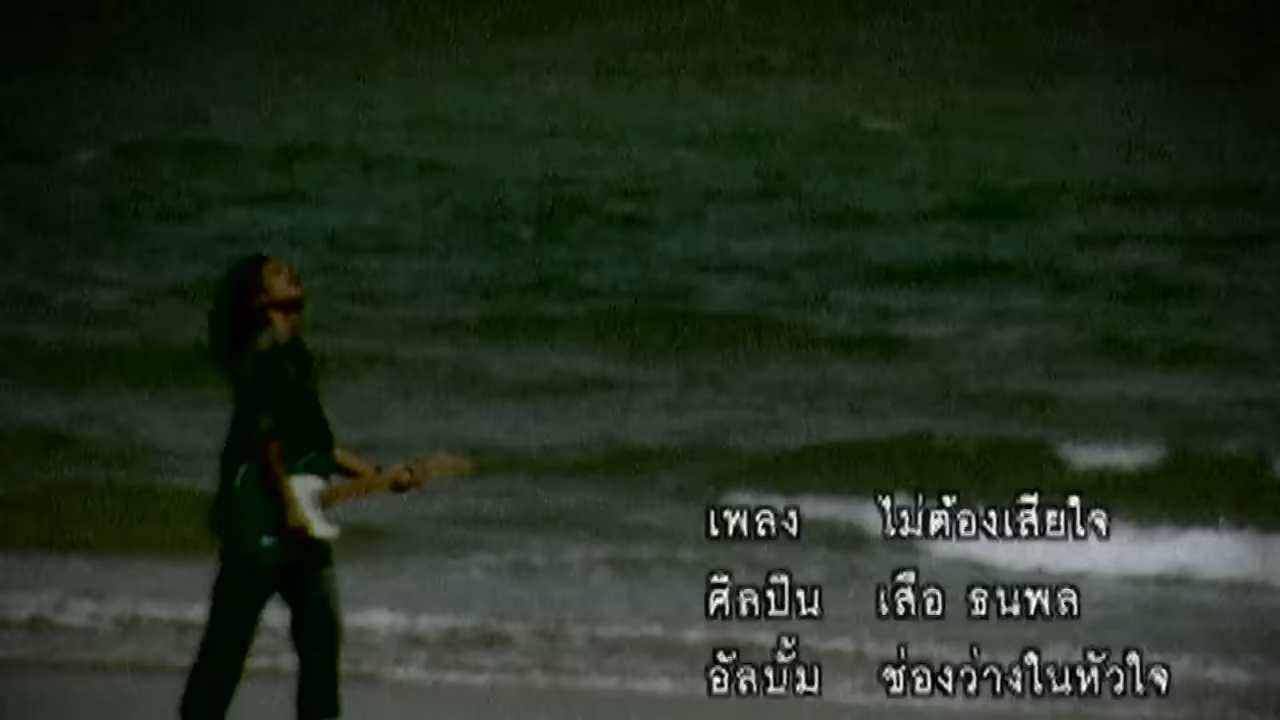 เพลง ไม่ต้องเสียใจ
ศิลปิน เสือ ธนพล
อัลบั้ม ช่องว่างในหัวใจ